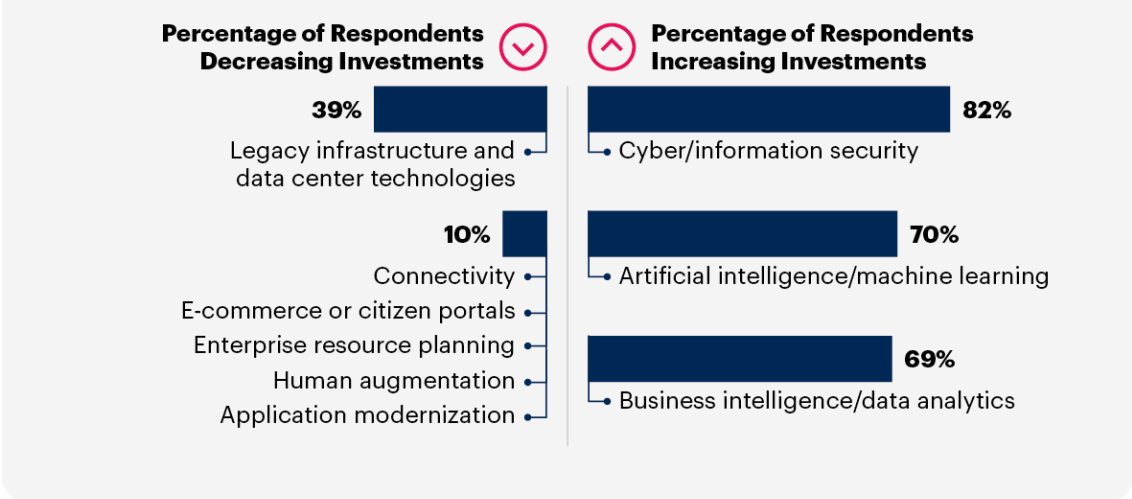 Percentage of Respondents
Decreasing Investments
39%
Legacy infrastructure and
data center technologies
10%
Connectivity
E-commerce or citizen portals
Enterprise resource planning
Human augmentation
Application modernization
Percentage of Respondents
Increasing Investments
82%
Cyber/information security
70%
Artificial intelligence/machine learning
69%
Business intelligence/data analytics